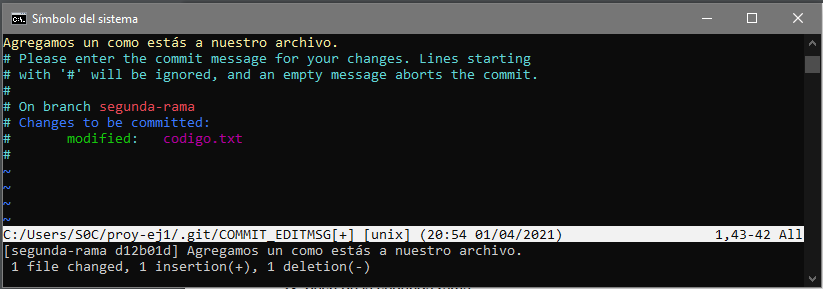 Símbolo del sistema
Agregamos un como estás a nuestro archivo.
# Please enter the commit message for your changes. Lines starting
# with '#' will be ignored, and an empty message aborts the commit.
#
# On branch segunda-rama
# Changes to be committed:
#       modified:   codigo.txt
#
~
~
~
~
C:/Users/S0C/proy-ej1/.git/COMMIT_EDITMSG[+] [unix] (20:54 01/04/2021) 1,43-42 All
[segunda-rama d12b01d] Agregamos un como estás a nuestro archivo.
 1 file changed, 1 insertion(+), 1 deletion(-)